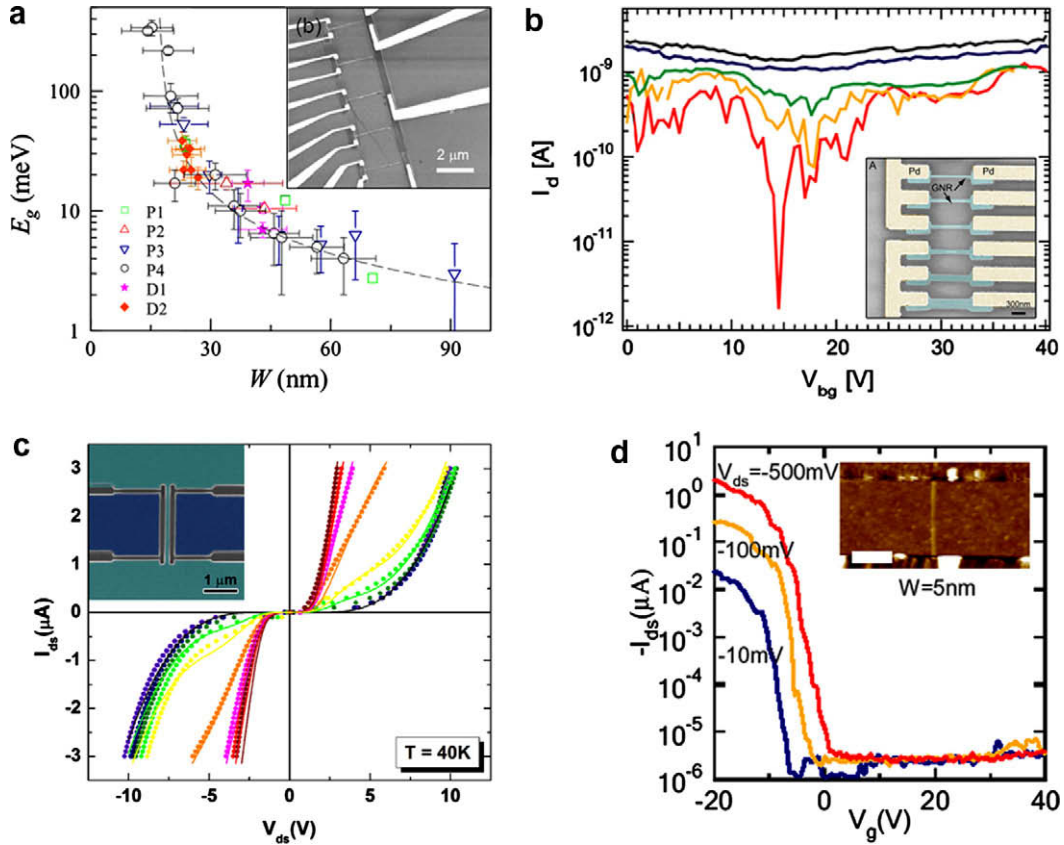 a
E_g (meV)
100
10
1
0
30
60
90
W (nm)
P1
P2
P3
P4
D1
D2
(b)
2 μm
b
I_d [A]
10^-9
10^-10
10^-11
10^-12
0
10
20
30
40
V_bg [V]
A
Pd
Pd
GNR
300nm
c
I_ds(μA)
3
2
1
0
-1
-2
-3
-10
-5
0
5
10
V_ds(V)
1 μm
T = 40K
d
-I_ds(μA)
10^1
10^0
10^-1
10^-2
10^-3
10^-4
10^-5
10^-6
-20
0
20
40
V_g(V)
V_ds=-500mV
-100mV
-10mV
W=5nm